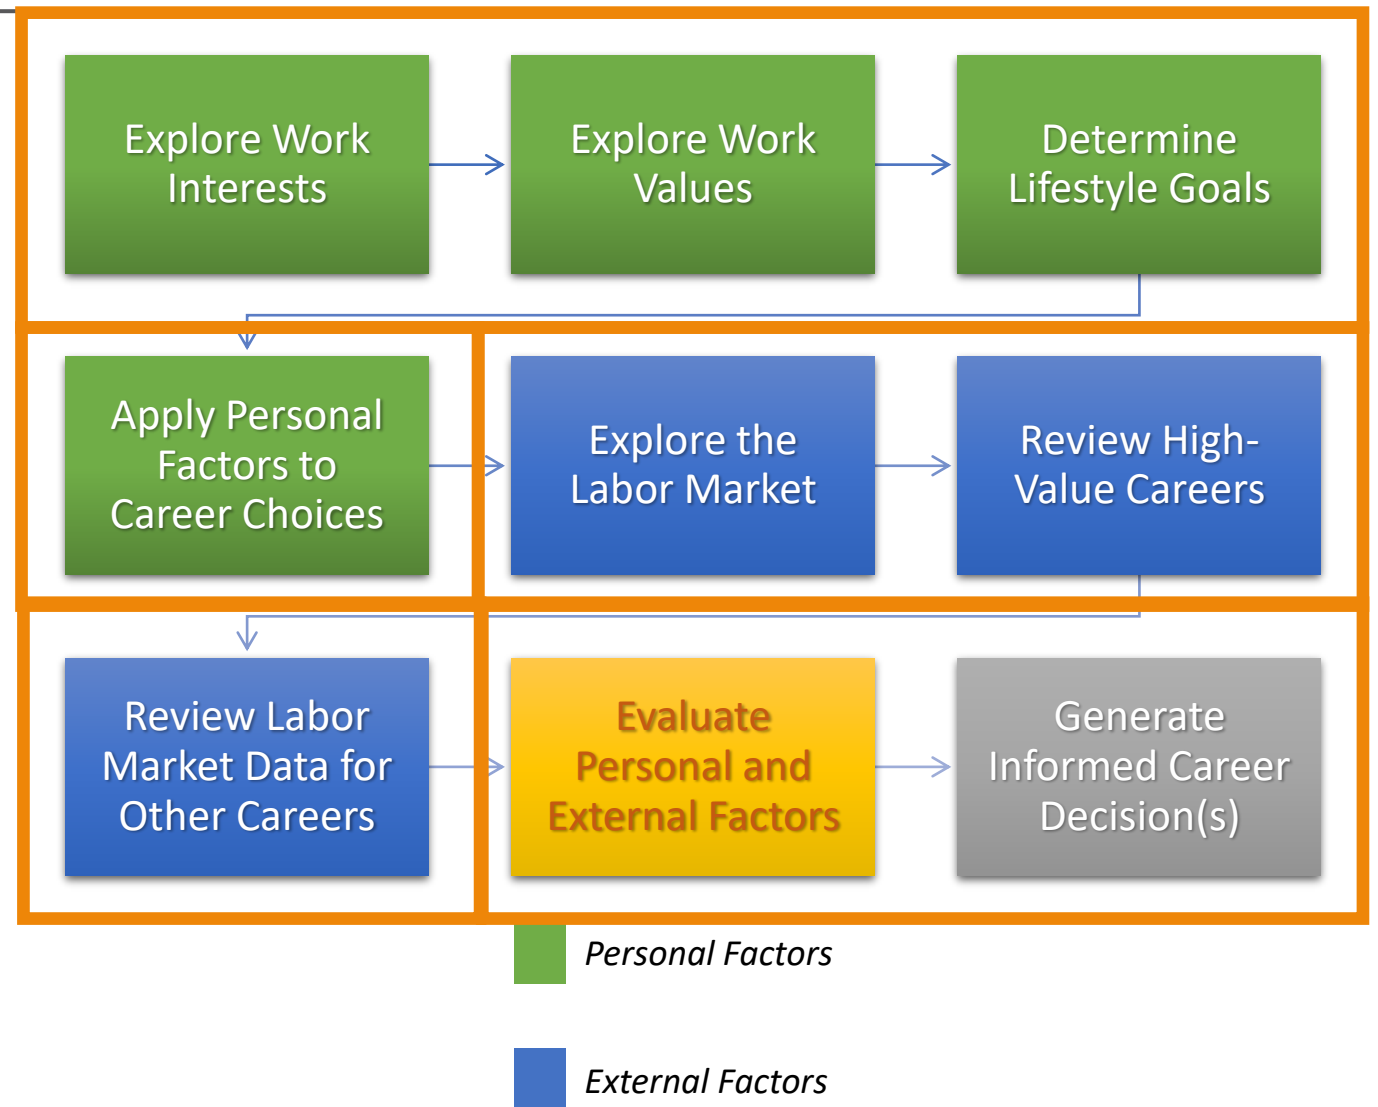 Explore Work
Interests
Explore Work
Values
Determine
Lifestyle Goals
Apply Personal
Factors to
Career Choices
Explore the
Labor Market
Review High-
Value Careers
Review Labor
Market Data for
Other Careers
Evaluate
Personal and
External Factors
Generate
Informed Career
Decision(s)
Personal Factors
External Factors